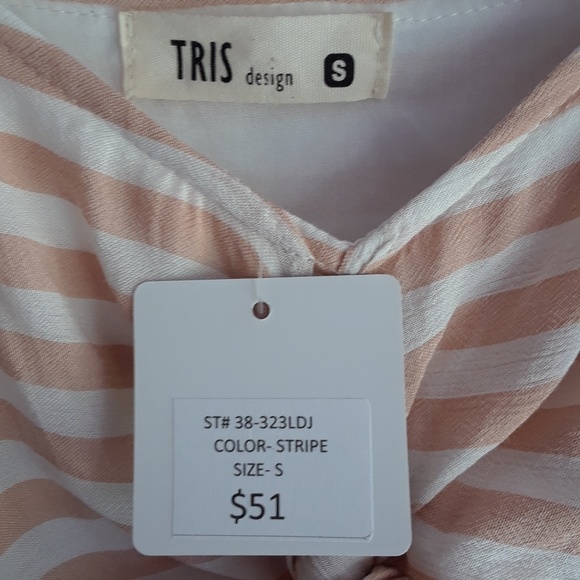 TRIS design S
ST# 38-323LDJ
COLOR- STRIPE
SIZE- S
$51